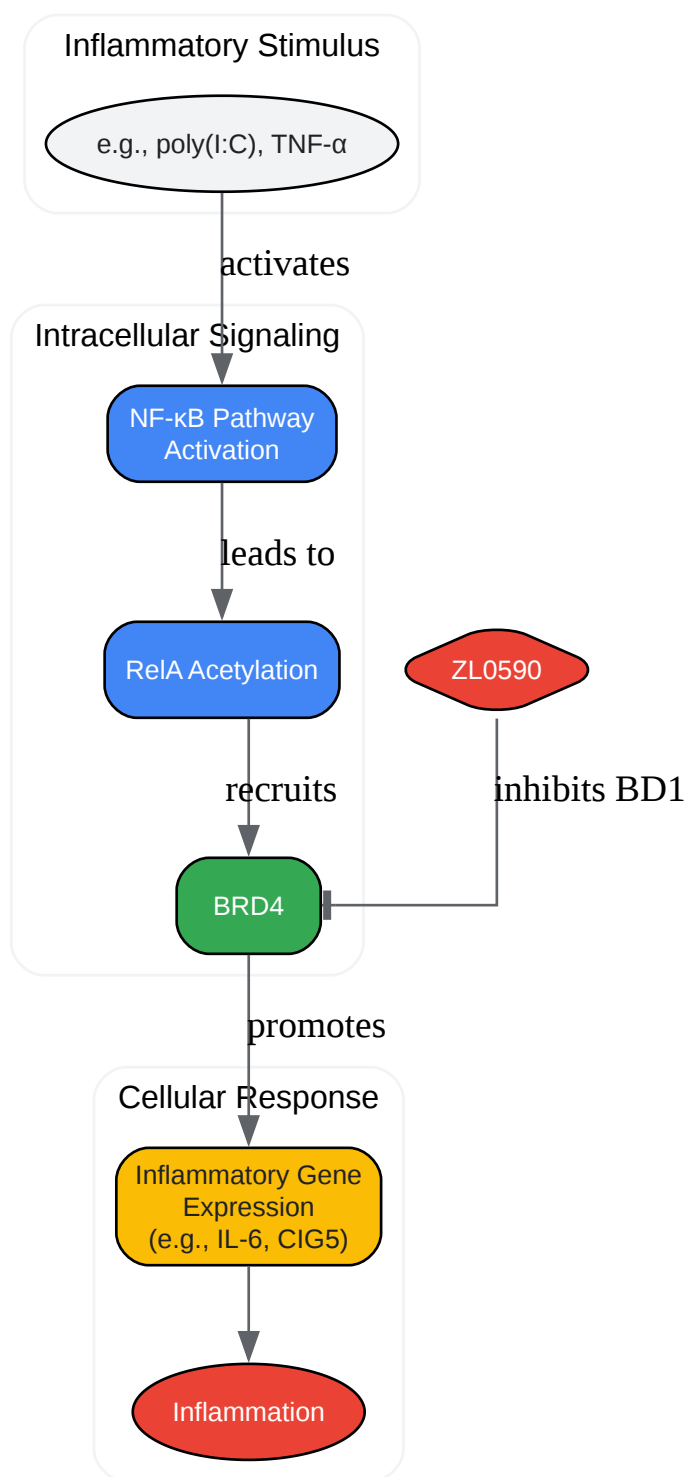 Inflammatory Stimulus
e.g., poly(I:C), TNF-α
activates
Intracellular Signaling
NF-κB Pathway
Activation
leads to
RelA Acetylation
ZL0590
recruits
inhibits BD1
BRD4
promotes
Cellular Response
Inflammatory Gene
Expression
(e.g., IL-6, CIG5)
Inflammation